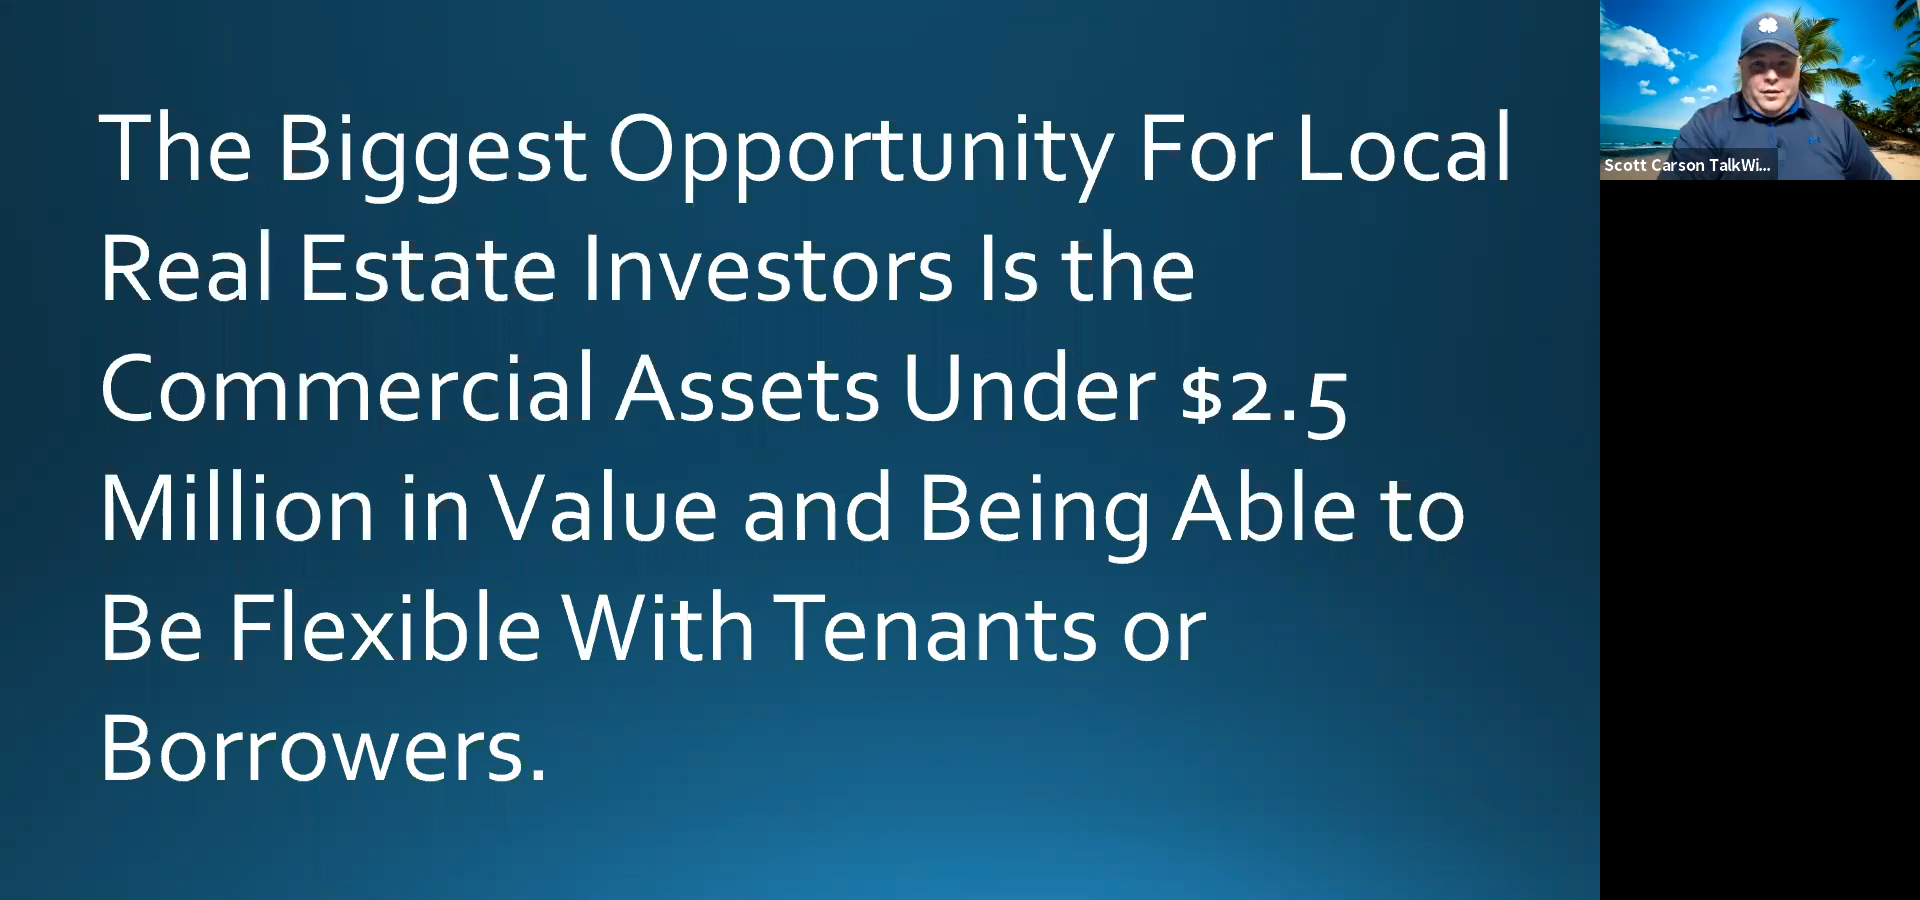 The Biggest Opportunity For Local
Real Estate Investors Is the
Commercial Assets Under $2.5
Million in Value and Being Able to
Be Flexible With Tenants or
Borrowers.
Scott Carson TalkWi...